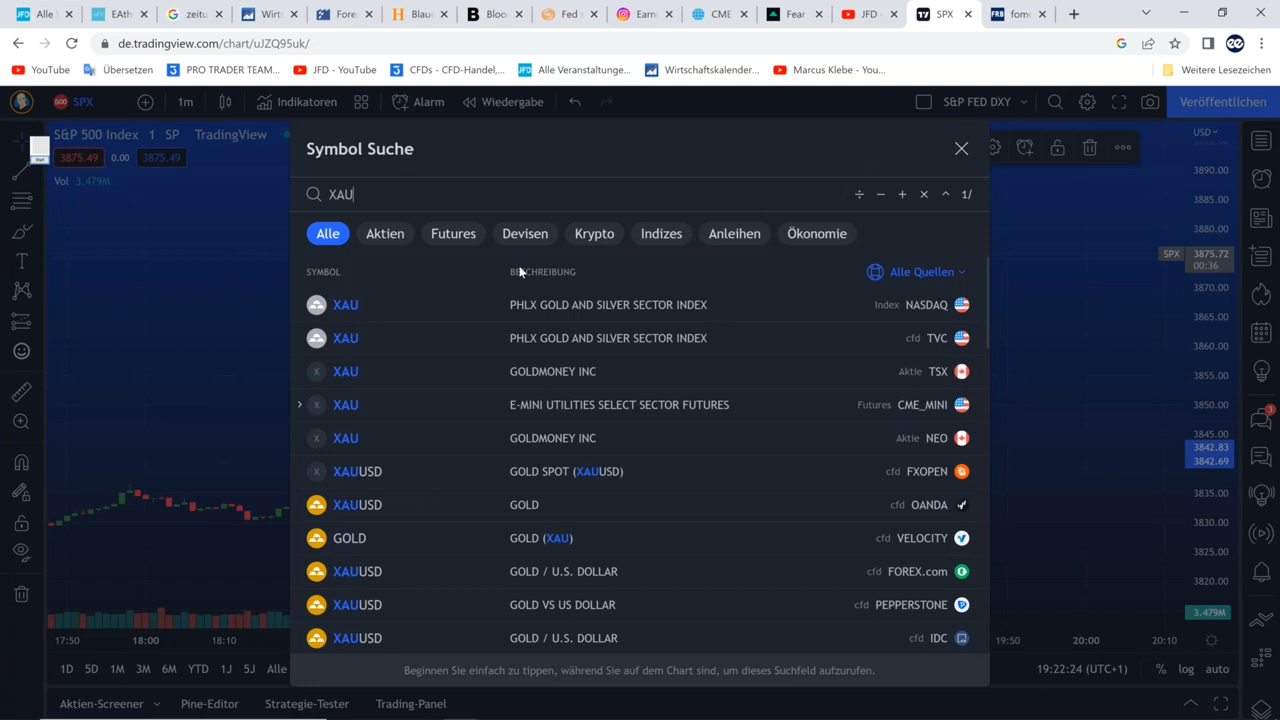 Alle V
EAth
zeitu
Wirts
Forex
Blaue
Bloo
Fed s
Earni
CME
Fear
JFD -
SPX
fomc
de.tradingview.com/chart/uJZQ95uk/
YouTube
Übersetzen
PRO TRADER TEAM...
JFD - YouTube
CFDs - CFD-Handel,...
Alle Veranstaltunge...
Wirtschaftskalender...
Marcus Klebe - You...
Weitere Lesezeichen
500 SPX
1m
Indikatoren
Alarm
Wiedergabe
S&P FED DXY
Veröffentlichen
S&P 500 Index 1 SP TradingView
3875.49 0.00 3875.49
Vol 3.479M
Start
Symbol Suche
XAU
÷ − + × 1/
Alle Aktien Futures Devisen Krypto Indizes Anleihen Ökonomie
SYMBOL BESCHREIBUNG Alle Quellen
XAU PHLX GOLD AND SILVER SECTOR INDEX Index NASDAQ
XAU PHLX GOLD AND SILVER SECTOR INDEX cfd TVC
X XAU GOLDMONEY INC Aktie TSX
X XAU E-MINI UTILITIES SELECT SECTOR FUTURES Futures CME_MINI
X XAU GOLDMONEY INC Aktie NEO
X XAUUSD GOLD SPOT (XAUUSD) cfd FXOPEN
XAUUSD GOLD cfd OANDA
GOLD GOLD (XAU) cfd VELOCITY
XAUUSD GOLD / U.S. DOLLAR cfd FOREX.com
XAUUSD GOLD VS US DOLLAR cfd PEPPERSTONE
XAUUSD GOLD / U.S. DOLLAR cfd IDC
Beginnen Sie einfach zu tippen, während Sie auf dem Chart sind, um dieses Suchfeld aufzurufen.
USD
3890.00
3885.00
3880.00
SPX 3875.72
00:36
3870.00
3865.00
3860.00
3855.00
3850.00
3845.00
3842.83
3842.69
3835.00
3830.00
3825.00
3820.00
3.479M
3
17:50 18:00 18:10 19:50 20:00 20:10
1D 5D 1M 3M 6M YTD 1J 5J Alle
19:22:24 (UTC+1) % log auto
Aktien-Screener Pine-Editor Strategie-Tester Trading-Panel